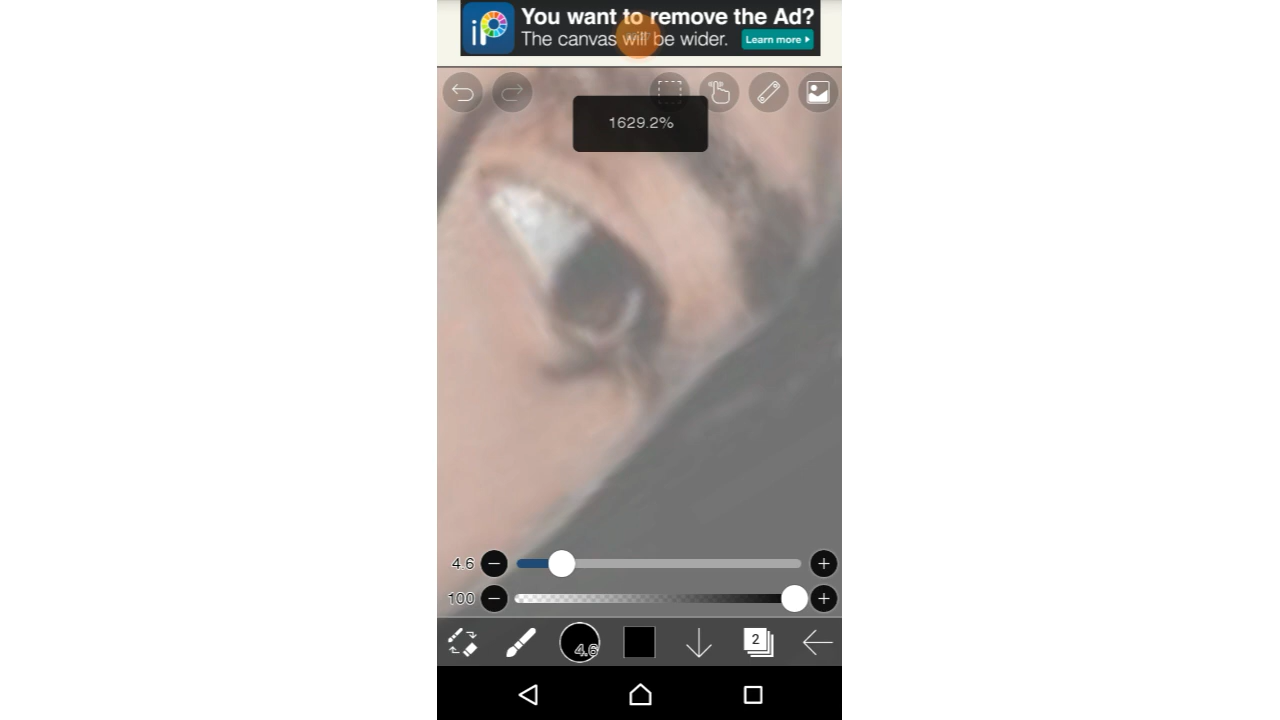 iP
You want to remove the Ad?
The canvas will be wider.
Learn more
1629.2%
4.6
100
4.6
2